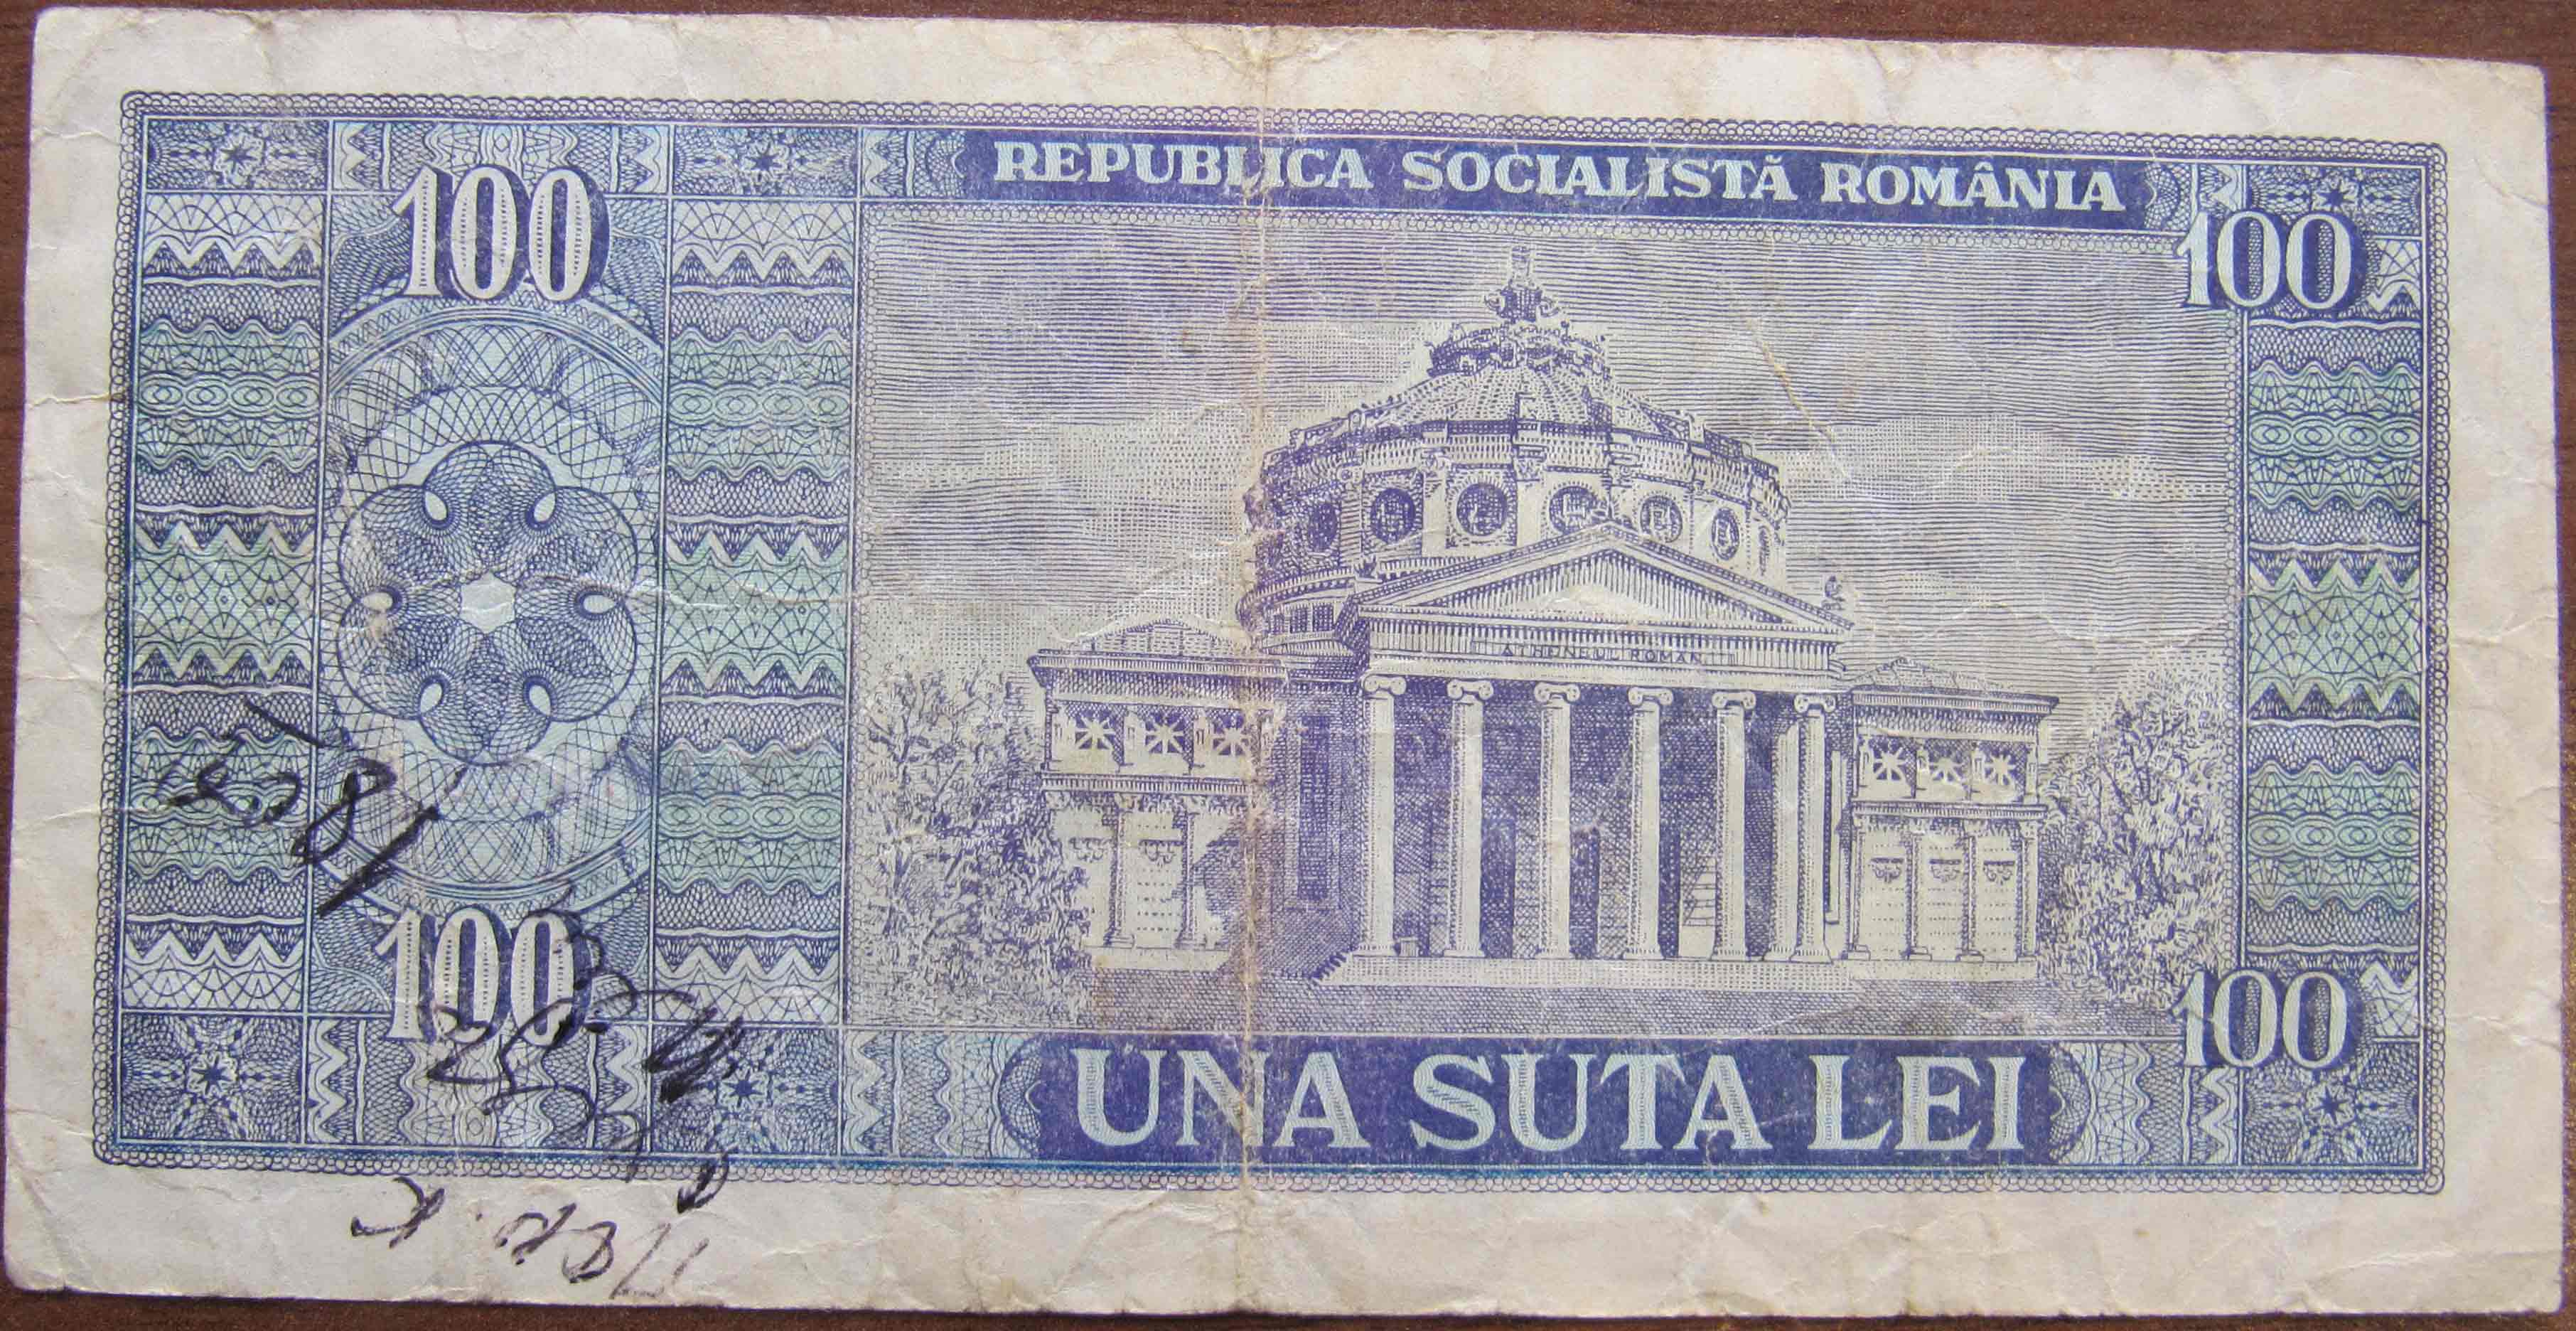 REPUBLICA SOCIALISTĂ ROMÂNIA
100
100
ATHENEUL ROMAN
100
100
UNA SUTA LEI